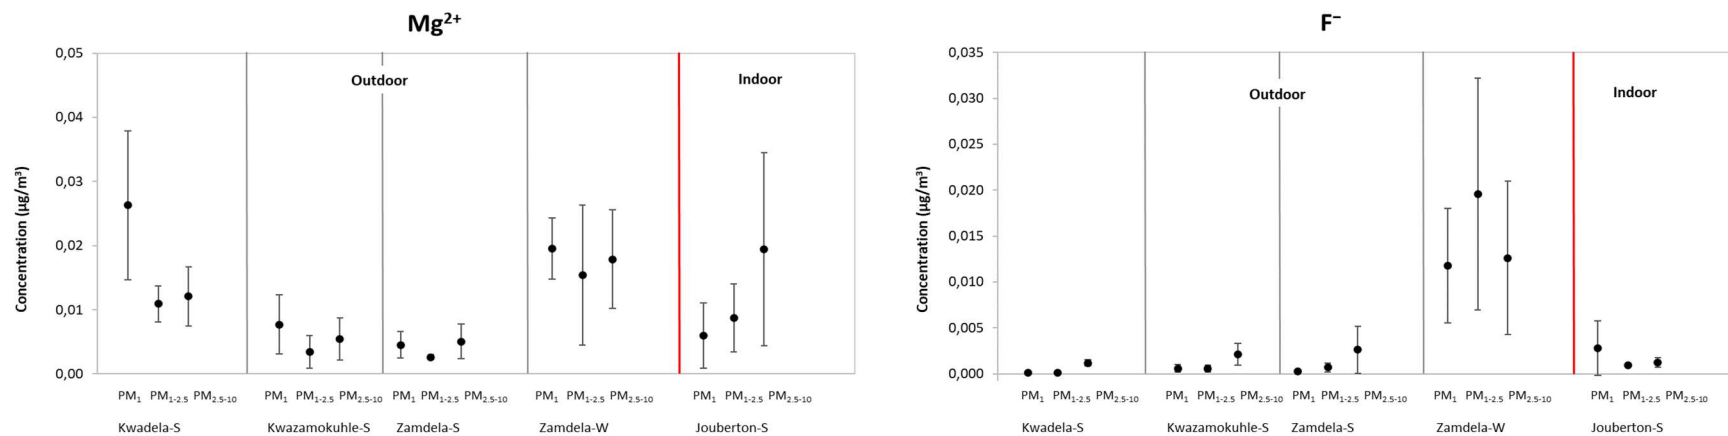 Mg²⁺
0,05
0,04
0,03
0,02
0,01
0,00
Concentration (µg/m³)
Outdoor
Indoor
PM₁ PM₁₋₂.₅ PM₂.₅₋₁₀ PM₁ PM₁₋₂.₅ PM₂.₅₋₁₀ PM₁ PM₁₋₂.₅ PM₂.₅₋₁₀ PM₁ PM₁₋₂.₅ PM₂.₅₋₁₀ PM₁ PM₁₋₂.₅ PM₂.₅₋₁₀
Kwadela-S Kwazamokuhle-S Zamdela-S Zamdela-W Jouberton-S
F⁻
0,035
0,030
0,025
0,020
0,015
0,010
0,005
0,000
Concentration (µg/m³)
Outdoor
Indoor
PM₁ PM₁₋₂.₅ PM₂.₅₋₁₀ PM₁ PM₁₋₂.₅ PM₂.₅₋₁₀ PM₁ PM₁₋₂.₅ PM₂.₅₋₁₀ PM₁ PM₁₋₂.₅ PM₂.₅₋₁₀ PM₁ PM₁₋₂.₅ PM₂.₅₋₁₀
Kwadela-S Kwazamokuhle-S Zamdela-S Zamdela-W Jouberton-S